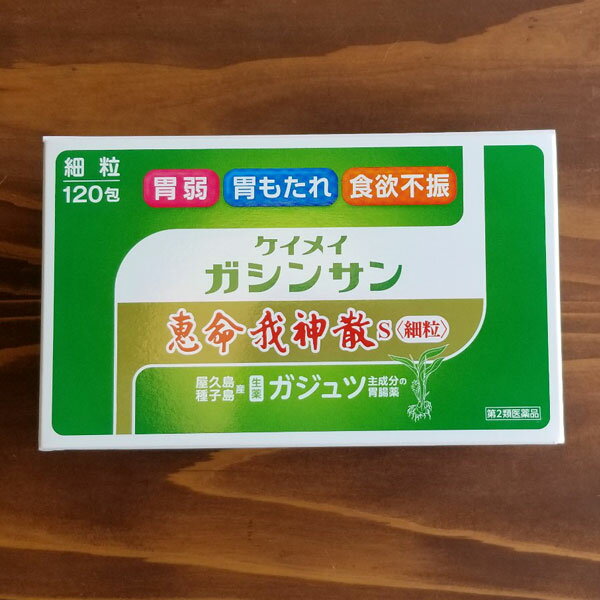 細粒
120包
胃弱 胃もたれ 食欲不振
ケイメイ
ガシンサン
恵命我神散S〈細粒〉
屋久島
種子島
産
生薬
ガジュツ
主成分の
胃腸薬
第2類医薬品